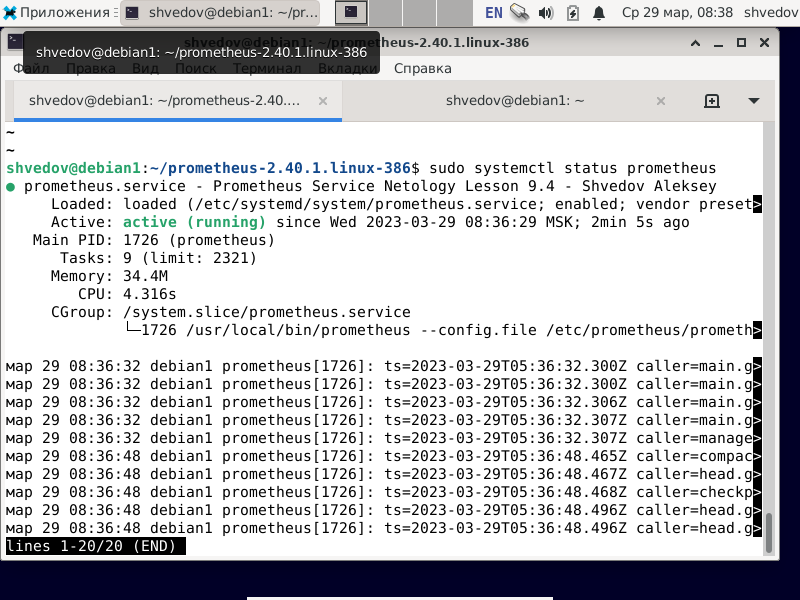 Приложения
shvedov@debian1: ~/pr...
EN
Ср 29 мар, 08:38
shvedov
shvedov@debian1: ~/prometheus-2.40.1.linux-386
shvedov@debian1: ~/prometheus-2.40.1.linux-386
Файл Правка Вид Поиск Терминал Вкладки Справка
shvedov@debian1: ~/prometheus-2.40.... ×
shvedov@debian1: ~ ×
~
~
shvedov@debian1:~/prometheus-2.40.1.linux-386$ sudo systemctl status prometheus
● prometheus.service - Prometheus Service Netology Lesson 9.4 - Shvedov Aleksey
Loaded: loaded (/etc/systemd/system/prometheus.service; enabled; vendor preset>
Active: active (running) since Wed 2023-03-29 08:36:29 MSK; 2min 5s ago
Main PID: 1726 (prometheus)
Tasks: 9 (limit: 2321)
Memory: 34.4M
CPU: 4.316s
CGroup: /system.slice/prometheus.service
└─1726 /usr/local/bin/prometheus --config.file /etc/prometheus/prometh>
мар 29 08:36:32 debian1 prometheus[1726]: ts=2023-03-29T05:36:32.300Z caller=main.g>
мар 29 08:36:32 debian1 prometheus[1726]: ts=2023-03-29T05:36:32.300Z caller=main.g>
мар 29 08:36:32 debian1 prometheus[1726]: ts=2023-03-29T05:36:32.306Z caller=main.g>
мар 29 08:36:32 debian1 prometheus[1726]: ts=2023-03-29T05:36:32.307Z caller=main.g>
мар 29 08:36:32 debian1 prometheus[1726]: ts=2023-03-29T05:36:32.307Z caller=manage>
мар 29 08:36:48 debian1 prometheus[1726]: ts=2023-03-29T05:36:48.465Z caller=compac>
мар 29 08:36:48 debian1 prometheus[1726]: ts=2023-03-29T05:36:48.467Z caller=head.g>
мар 29 08:36:48 debian1 prometheus[1726]: ts=2023-03-29T05:36:48.468Z caller=checkp>
мар 29 08:36:48 debian1 prometheus[1726]: ts=2023-03-29T05:36:48.496Z caller=head.g>
мар 29 08:36:48 debian1 prometheus[1726]: ts=2023-03-29T05:36:48.496Z caller=head.g>
lines 1-20/20 (END)